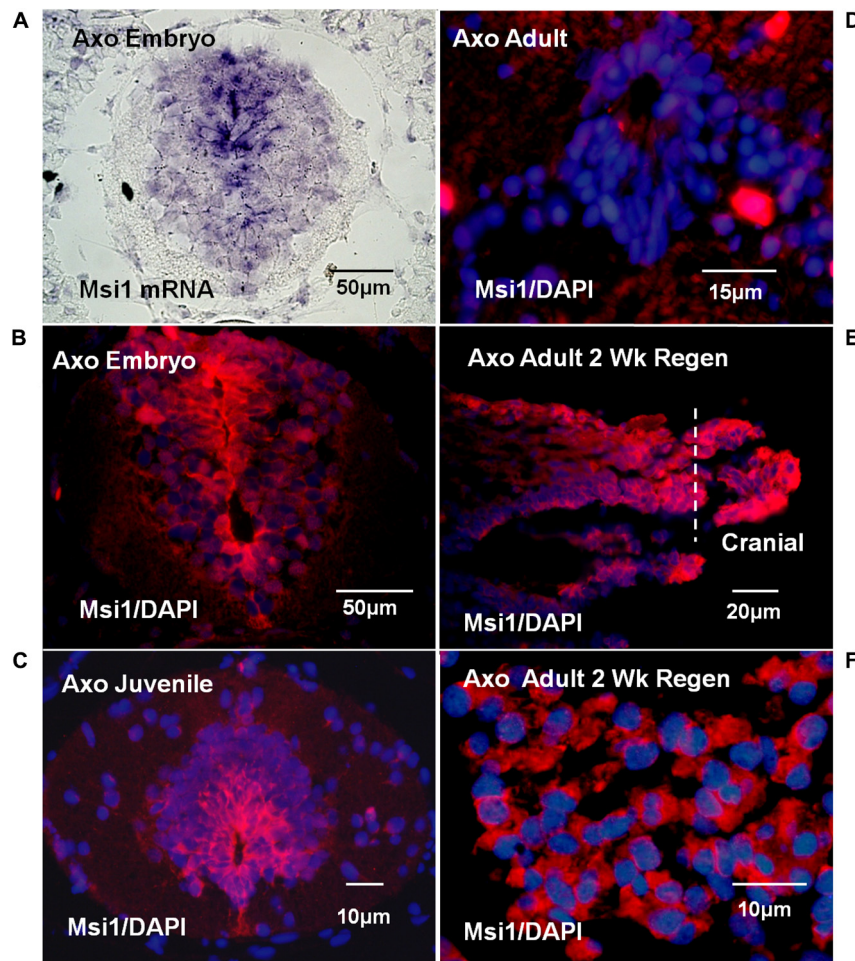 A
Axo Embryo
Msi1 mRNA
50µm
D
Axo Adult
Msi1/DAPI
15µm
B
Axo Embryo
Msi1/DAPI
50µm
E
Axo Adult 2 Wk Regen
Cranial
Msi1/DAPI
20µm
C
Axo Juvenile
Msi1/DAPI
10µm
F
Axo Adult 2 Wk Regen
Msi1/DAPI
10µm